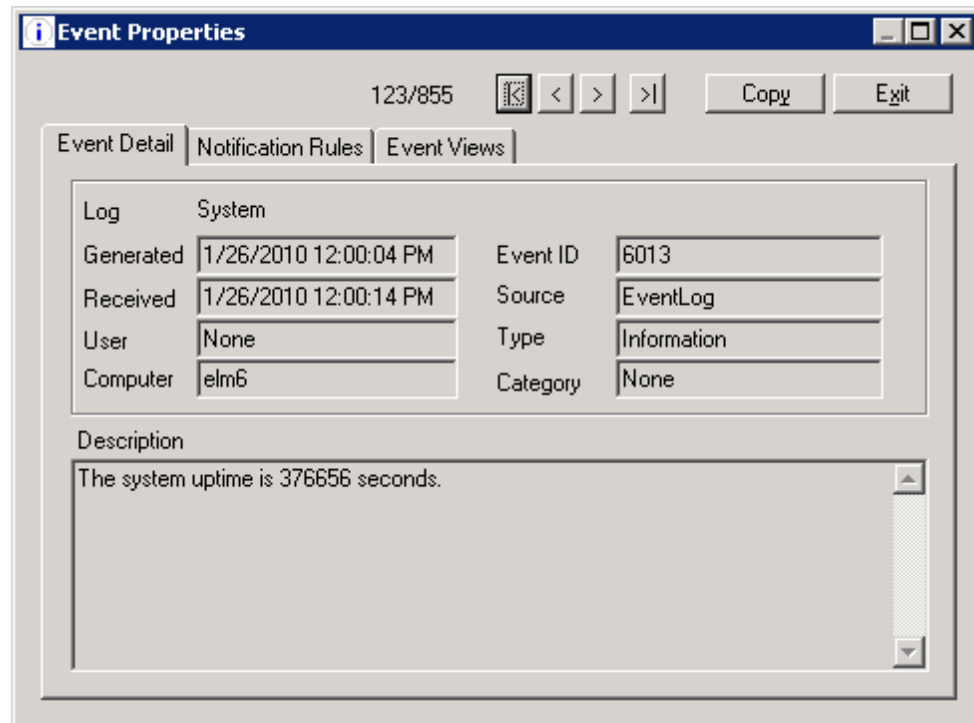 Event Properties
123/855 |< < > >| Copy Exit
Event Detail Notification Rules Event Views
Log System
Generated 1/26/2010 12:00:04 PM Event ID 6013
Received 1/26/2010 12:00:14 PM Source EventLog
User None Type Information
Computer elm6 Category None
Description
The system uptime is 376656 seconds.